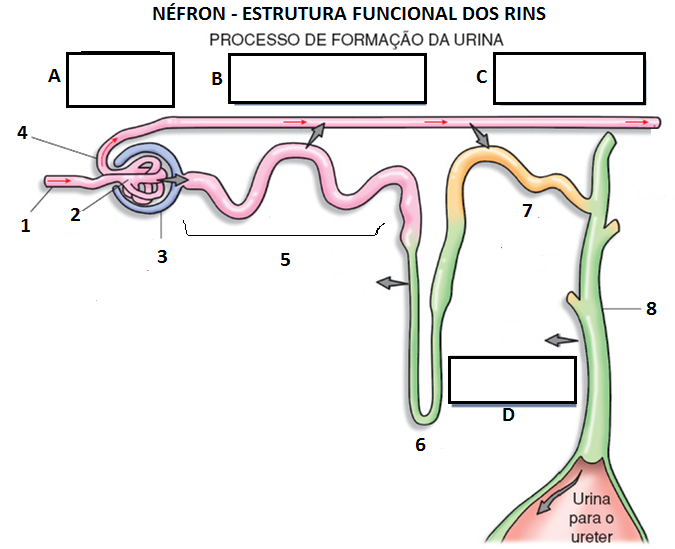 NÉFRON - ESTRUTURA FUNCIONAL DOS RINS
PROCESSO DE FORMAÇÃO DA URINA
A
B
C
4
1
2
3
5
6
7
8
D
Urina
para o
ureter